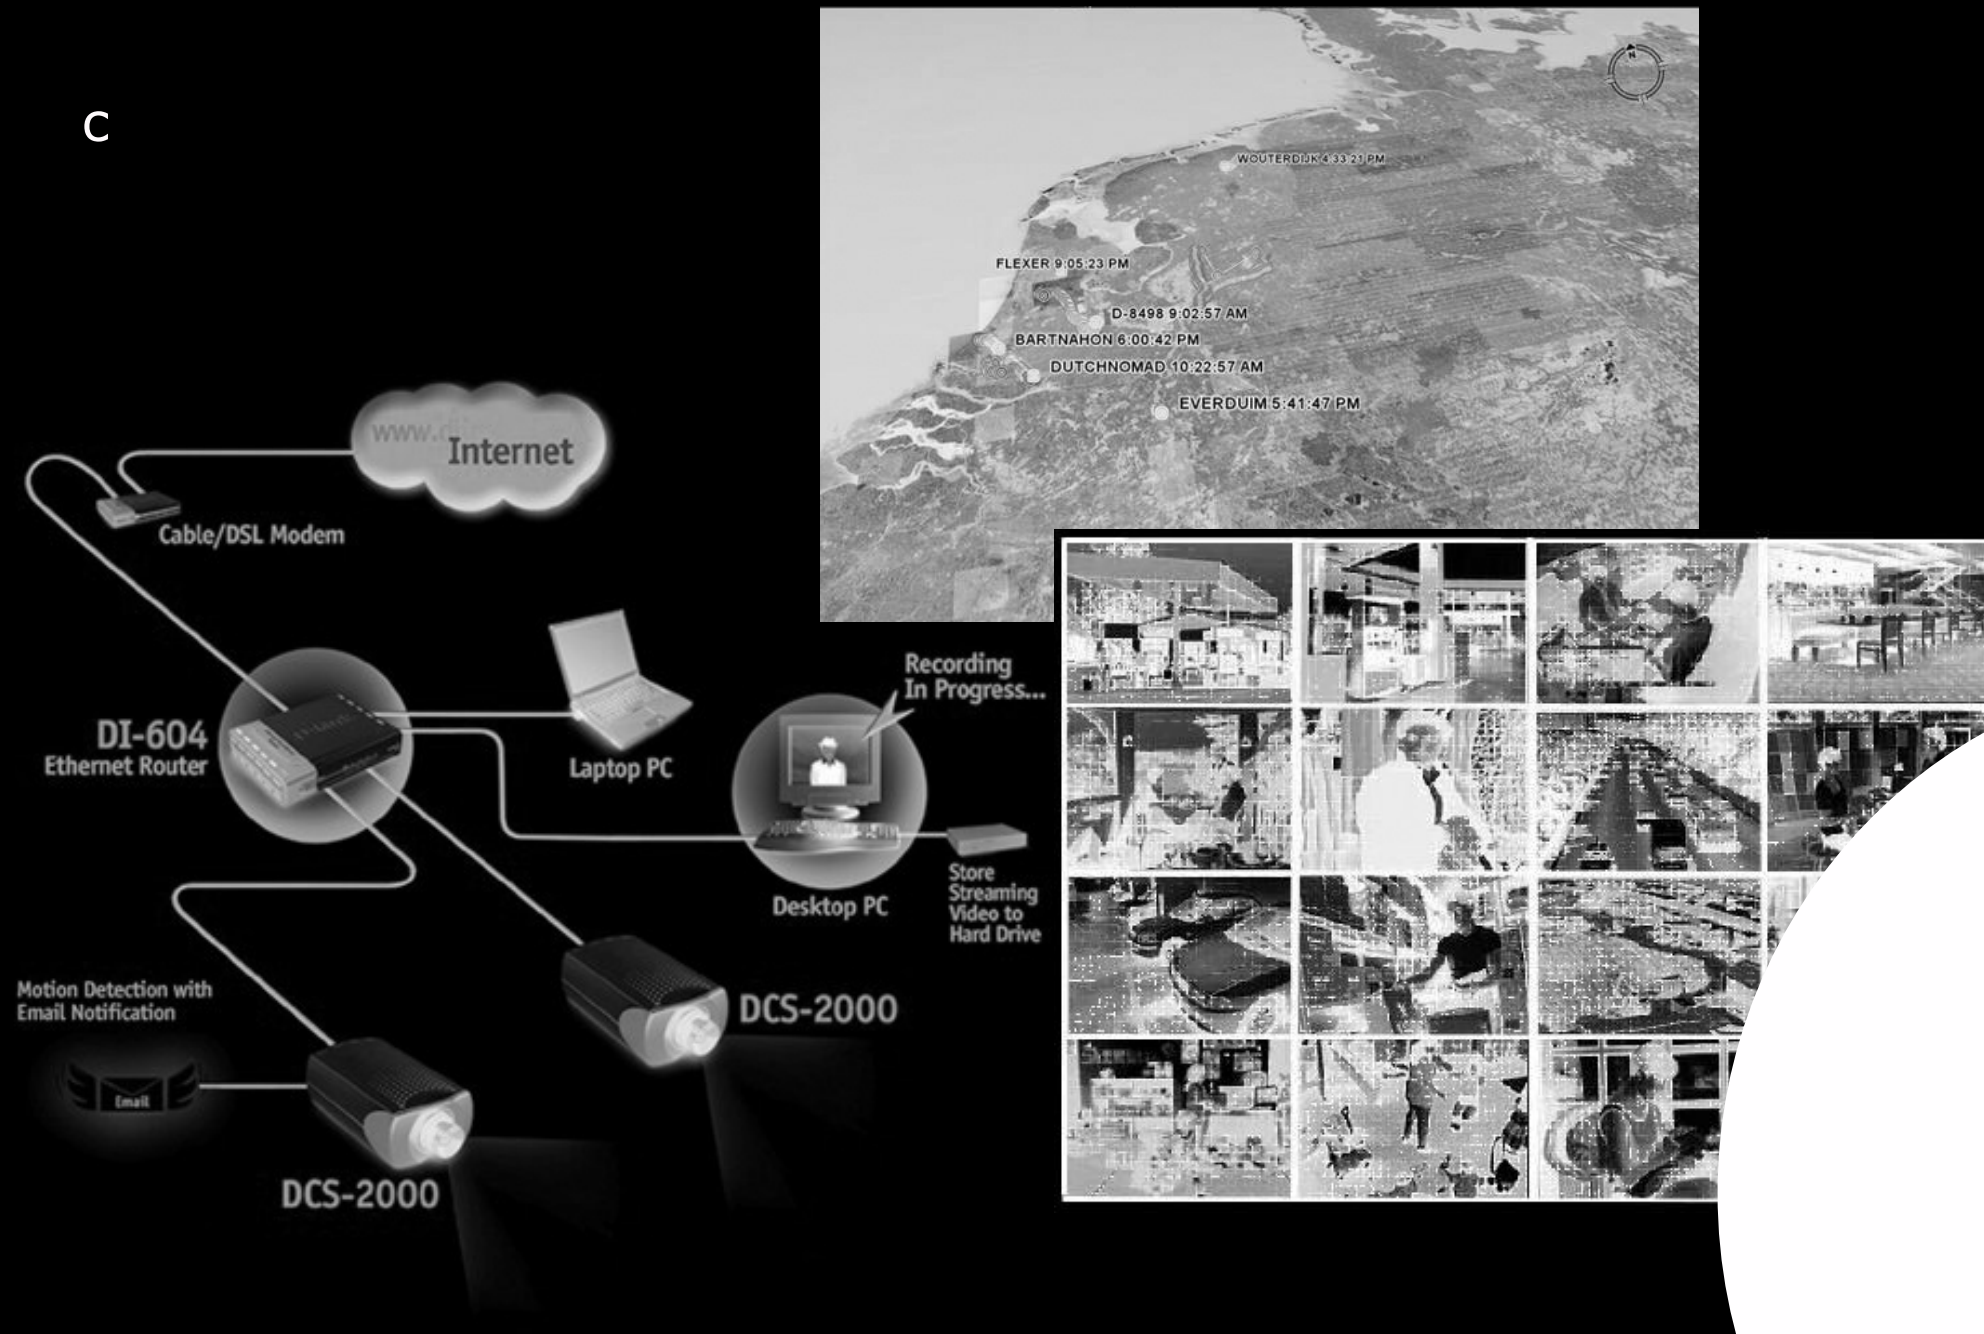 C
N
WOUTERDIJK 4:33:21 PM
FLEXER 9:05:23 PM
D-8498 9:02:57 AM
BARTNAHON 6:00:42 PM
DUTCHNOMAD 10:22:57 AM
EVERDUIM 5:41:47 PM
Internet
Cable/DSL Modem
Recording
In Progress...
DI-604
Ethernet Router
Laptop PC
Desktop PC
Store
Streaming
Video to
Hard Drive
Motion Detection with
Email Notification
Email
DCS-2000
DCS-2000